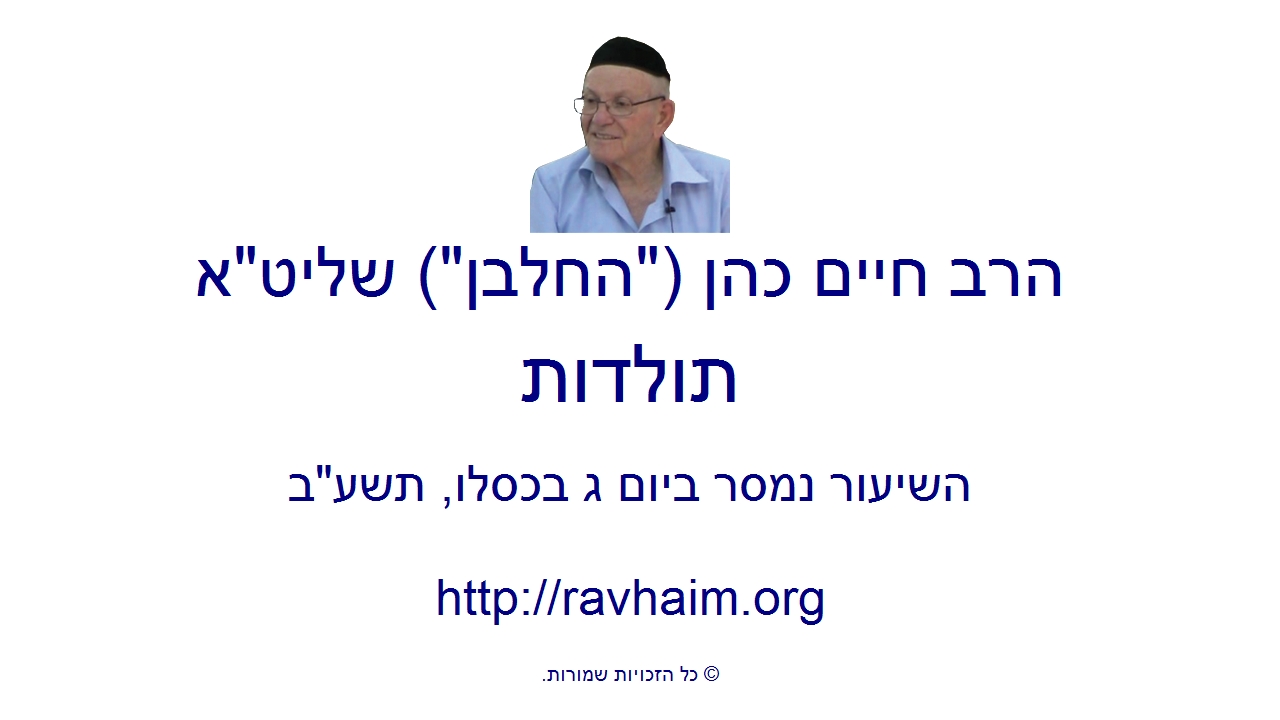 הרב חיים כהן ("החלבן") שליט"א
תולדות
השיעור נמסר ביום ג בכסלו, תשע"ב
http://ravhaim.org
© כל הזכויות שמורות.